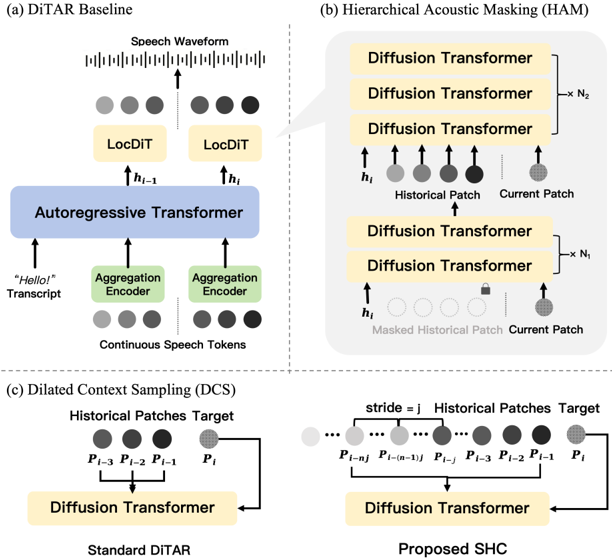 (a) DiTAR Baseline
Speech Waveform
LocDiT
LocDiT
h_{i-1}
h_i
Autoregressive Transformer
"Hello!"
Transcript
Aggregation
Encoder
Aggregation
Encoder
Continuous Speech Tokens
(b) Hierarchical Acoustic Masking (HAM)
Diffusion Transformer
Diffusion Transformer
Diffusion Transformer
× N₂
h_i
Historical Patch
Current Patch
Diffusion Transformer
Diffusion Transformer
× N₁
h_i
Masked Historical Patch
Current Patch
(c) Dilated Context Sampling (DCS)
Historical Patches Target
P_{i-3} P_{i-2} P_{i-1} P_i
Diffusion Transformer
Standard DiTAR
stride = j Historical Patches Target
P_{i-nj} P_{i-(n-1)j} P_{i-j} P_{i-3} P_{i-2} P_{i-1} P_i
Diffusion Transformer
Proposed SHC